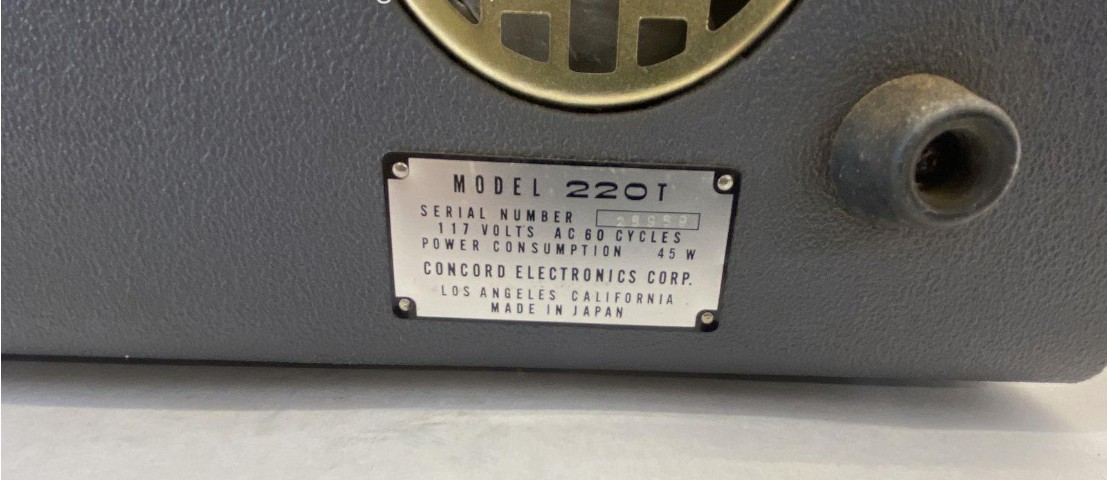 MODEL 220T
SERIAL NUMBER
117 VOLTS AC 60 CYCLES
POWER CONSUMPTION 45 W
CONCORD ELECTRONICS CORP.
LOS ANGELES CALIFORNIA
MADE IN JAPAN